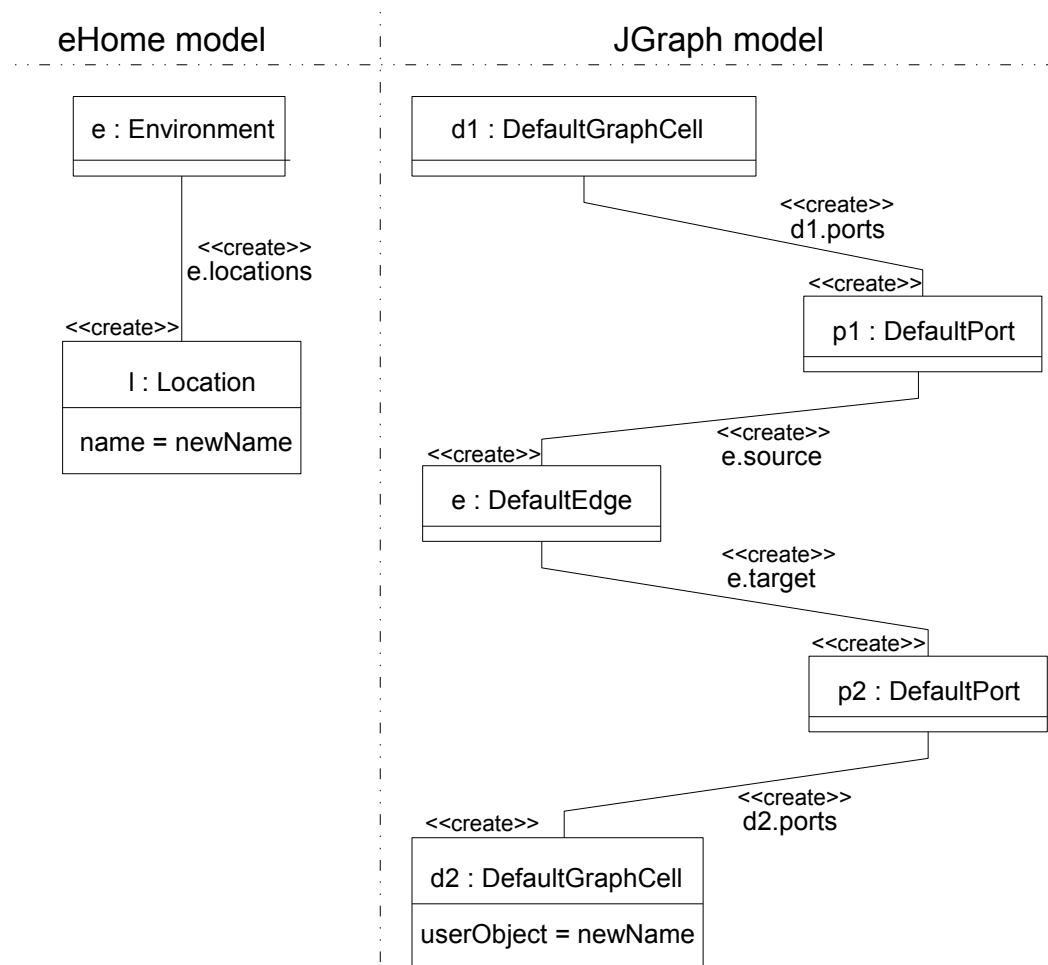 eHome model
JGraph model
e : Environment
<<create>>
e.locations
<<create>>
l : Location
name = newName
d1 : DefaultGraphCell
<<create>>
d1.ports
<<create>>
p1 : DefaultPort
<<create>>
e.source
<<create>>
e : DefaultEdge
<<create>>
e.target
<<create>>
p2 : DefaultPort
<<create>>
d2.ports
<<create>>
d2 : DefaultGraphCell
userObject = newName